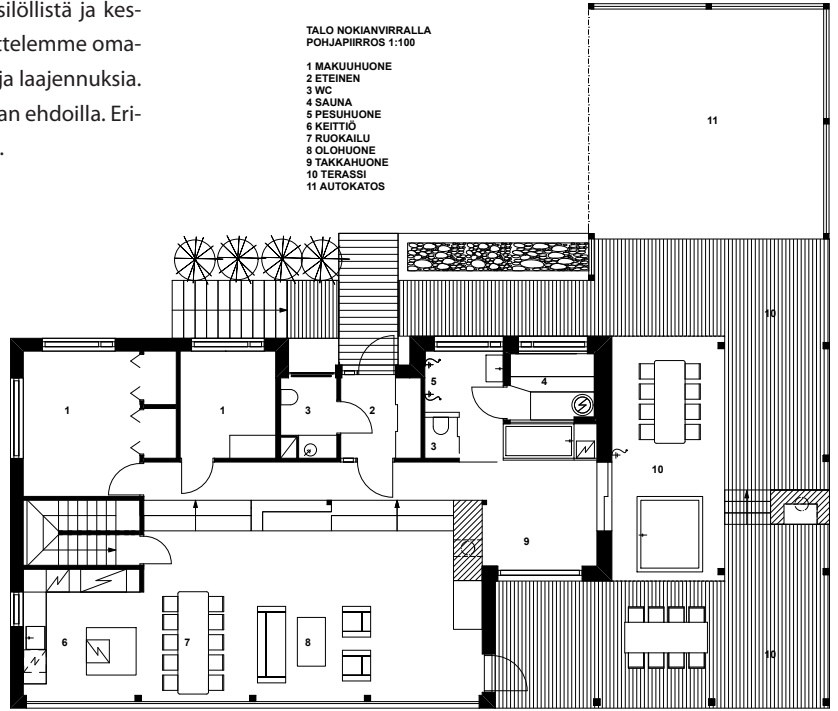 silöllistä ja kes-
ttelemme oma-
ja laajennuksia.
an ehdoilla. Eri-
.
TALO NOKIANVIRRALLA
POHJAPIIRROS 1:100
1 MAKUUHUONE
2 ETEINEN
3 WC
4 SAUNA
5 PESUHUONE
6 KEITTIÖ
7 RUOKAILU
8 OLOHUONE
9 TAKKAHUONE
10 TERASSI
11 AUTOKATOS
11
10
5
4
1
1
3
2
3
10
9
6
7
8
10